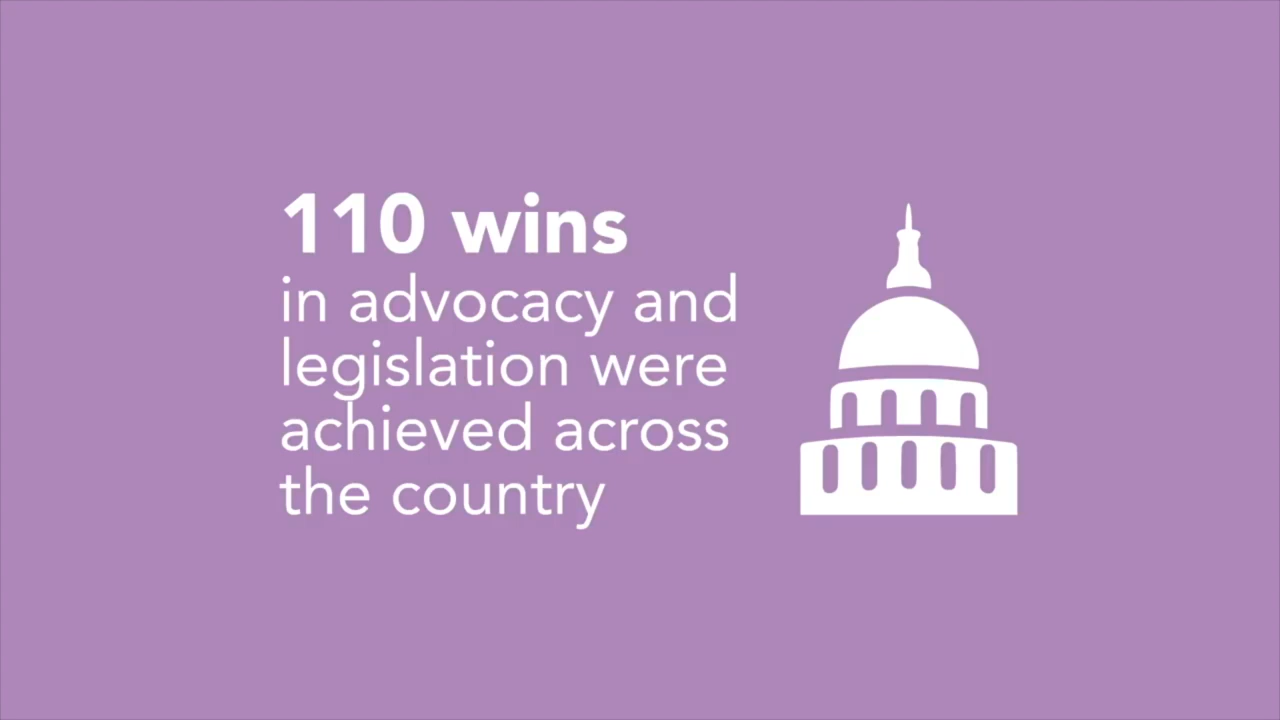 110 wins
in advocacy and
legislation were
achieved across
the country